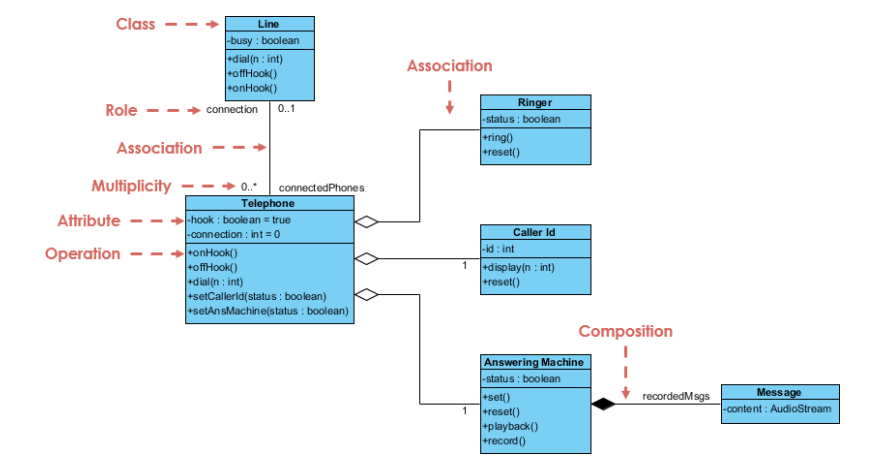 Class
Line
-busy : boolean
+dial(n : int)
+offHook()
+onHook()
Role
connection
0..1
Association
Multiplicity
0..*
connectedPhones
Attribute
Operation
Telephone
-hook : boolean = true
-connection : int = 0
+onHook()
+offHook()
+dial(n : int)
+setCallerId(status : boolean)
+setAnsMachine(status : boolean)
Association
Ringer
-status : boolean
+ring()
+reset()
Caller Id
-id : int
+display(n : int)
+reset()
1
Composition
Answering Machine
-status : boolean
+set()
+reset()
+playback()
+record()
1
recordedMsgs
Message
-content : AudioStream